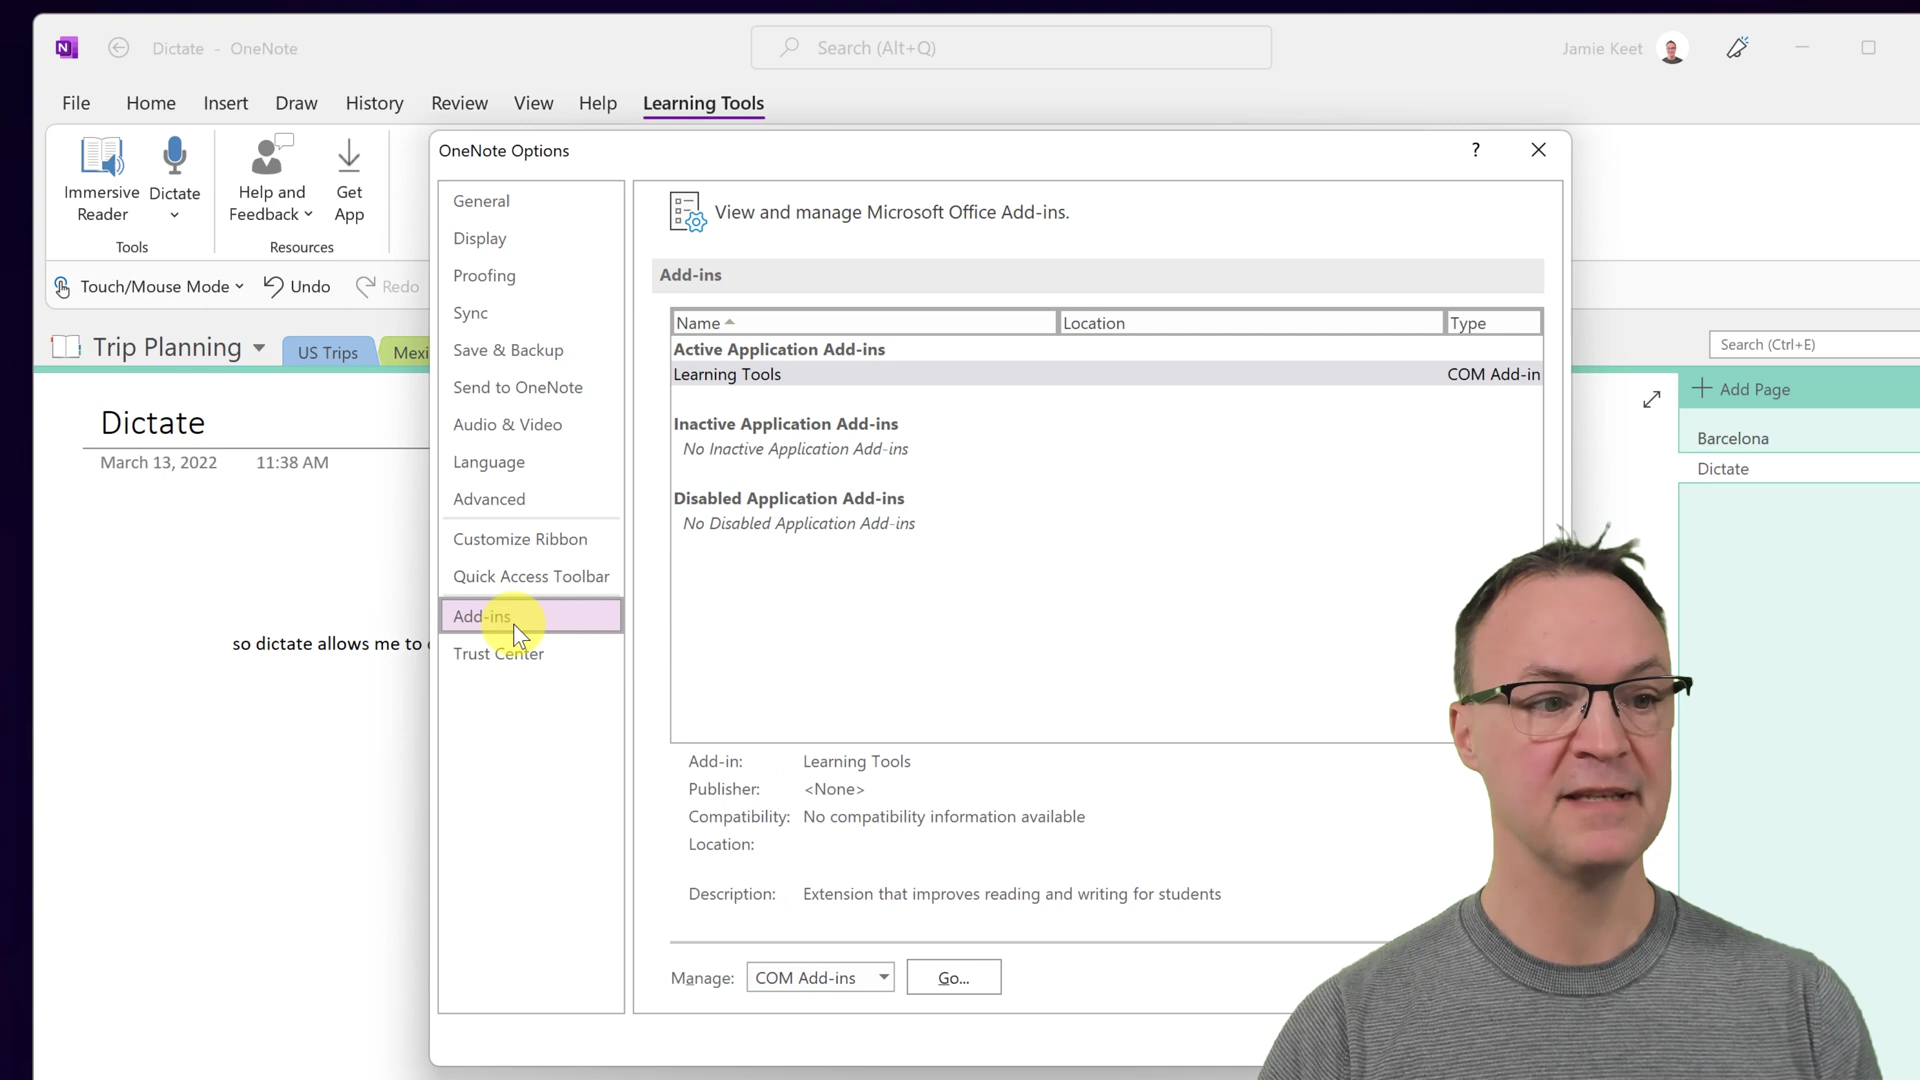 Dictate - OneNote
Search (Alt+Q)
Jamie Keet
File Home Insert Draw History Review View Help Learning Tools
Immersive Reader
Dictate
Help and Feedback
Get App
Tools
Resources
Touch/Mouse Mode Undo Redo
Trip Planning US Trips Mexi
Search (Ctrl+E)
Dictate
March 13, 2022 11:38 AM
so dictate allows me to
OneNote Options ?
General
Display
Proofing
Sync
Save & Backup
Send to OneNote
Audio & Video
Language
Advanced
Customize Ribbon
Quick Access Toolbar
Add-ins
Trust Center
View and manage Microsoft Office Add-ins.
Add-ins
Name Location Type
Active Application Add-ins
Learning Tools COM Add-in
Inactive Application Add-ins
No Inactive Application Add-ins
Disabled Application Add-ins
No Disabled Application Add-ins
Add-in: Learning Tools
Publisher: <None>
Compatibility: No compatibility information available
Location:
Description: Extension that improves reading and writing for students
Manage: COM Add-ins Go...
Add Page
Barcelona
Dictate